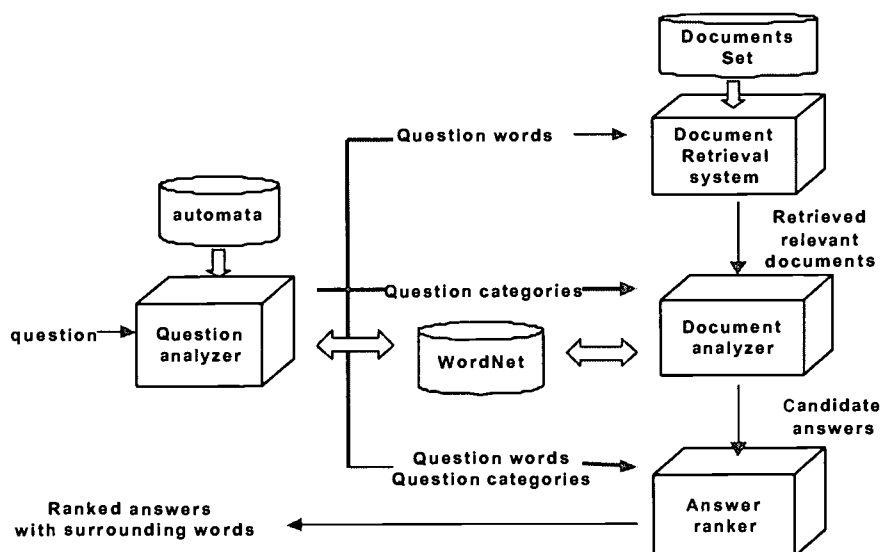 Documents
Set
Question words
Document
Retrieval
system
automata
Retrieved
relevant
documents
Question categories
question
Question
analyzer
WordNet
Document
analyzer
Candidate
answers
Question words
Question categories
Ranked answers
with surrounding words
Answer
ranker